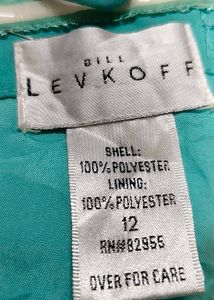 BILL
LEVKOFF
SHELL:
100% POLYESTER
LINING:
100% POLYESTER
12
RN#82955
OVER FOR CARE